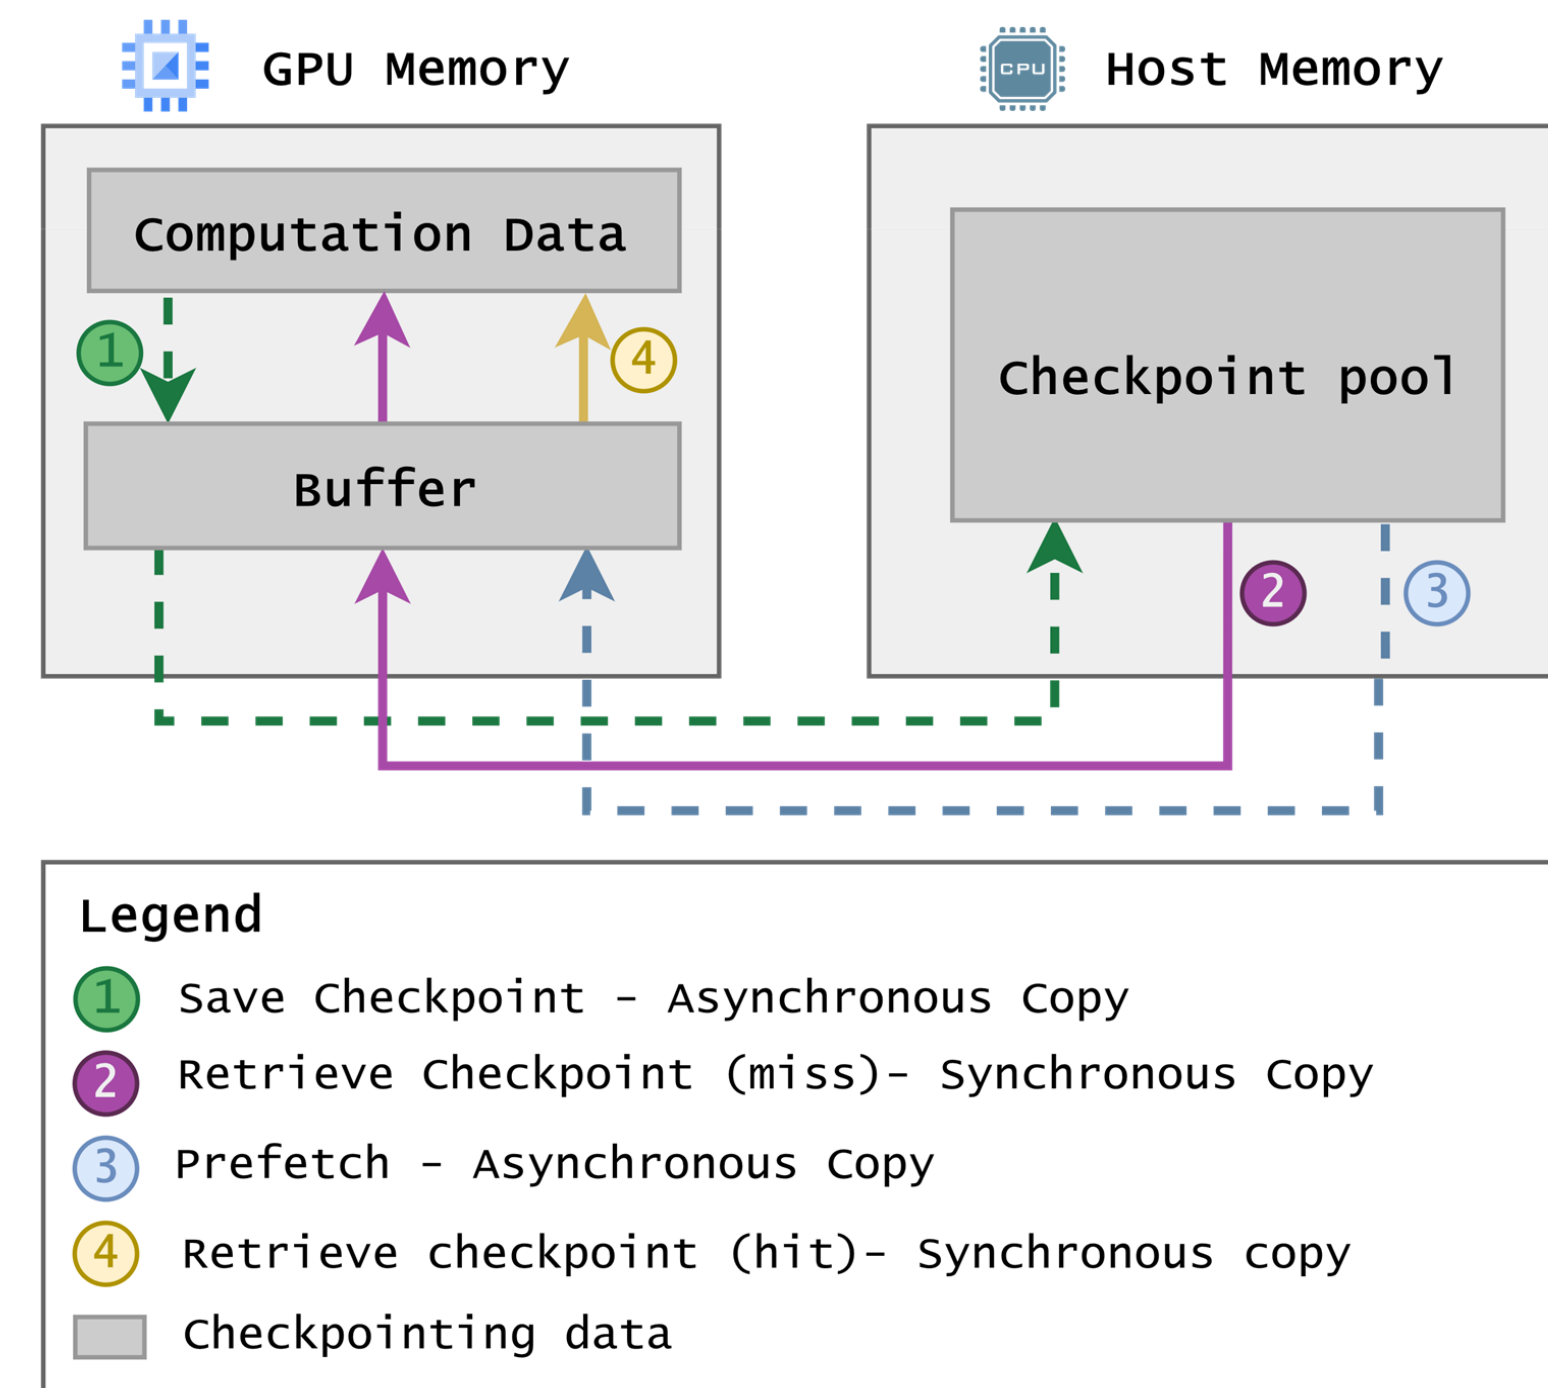 GPU Memory
CPU
Host Memory
Computation Data
1
4
Checkpoint pool
Buffer
2
3
Legend
1 Save Checkpoint - Asynchronous Copy
2 Retrieve Checkpoint (miss)- Synchronous Copy
3 Prefetch - Asynchronous Copy
4 Retrieve checkpoint (hit)- Synchronous copy
Checkpointing data